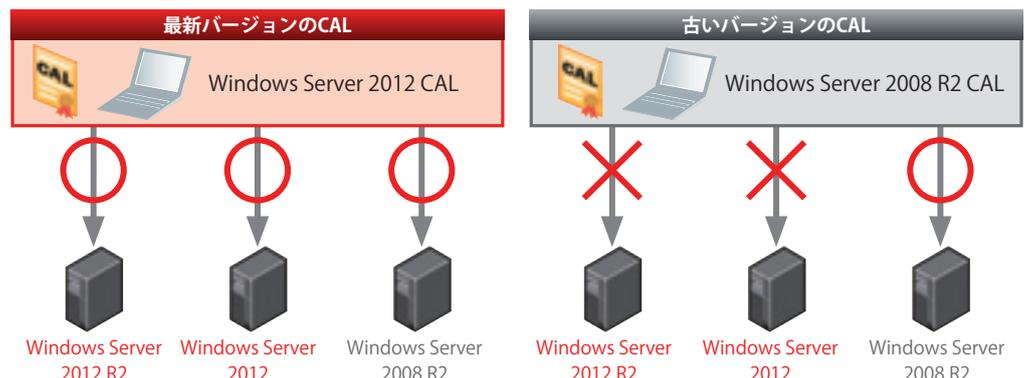 最新バージョンのCAL
CAL
Windows Server 2012 CAL
Windows Server
2012 R2
Windows Server
2012
Windows Server
2008 R2
古いバージョンのCAL
CAL
Windows Server 2008 R2 CAL
Windows Server
2012 R2
Windows Server
2012
Windows Server
2008 R2